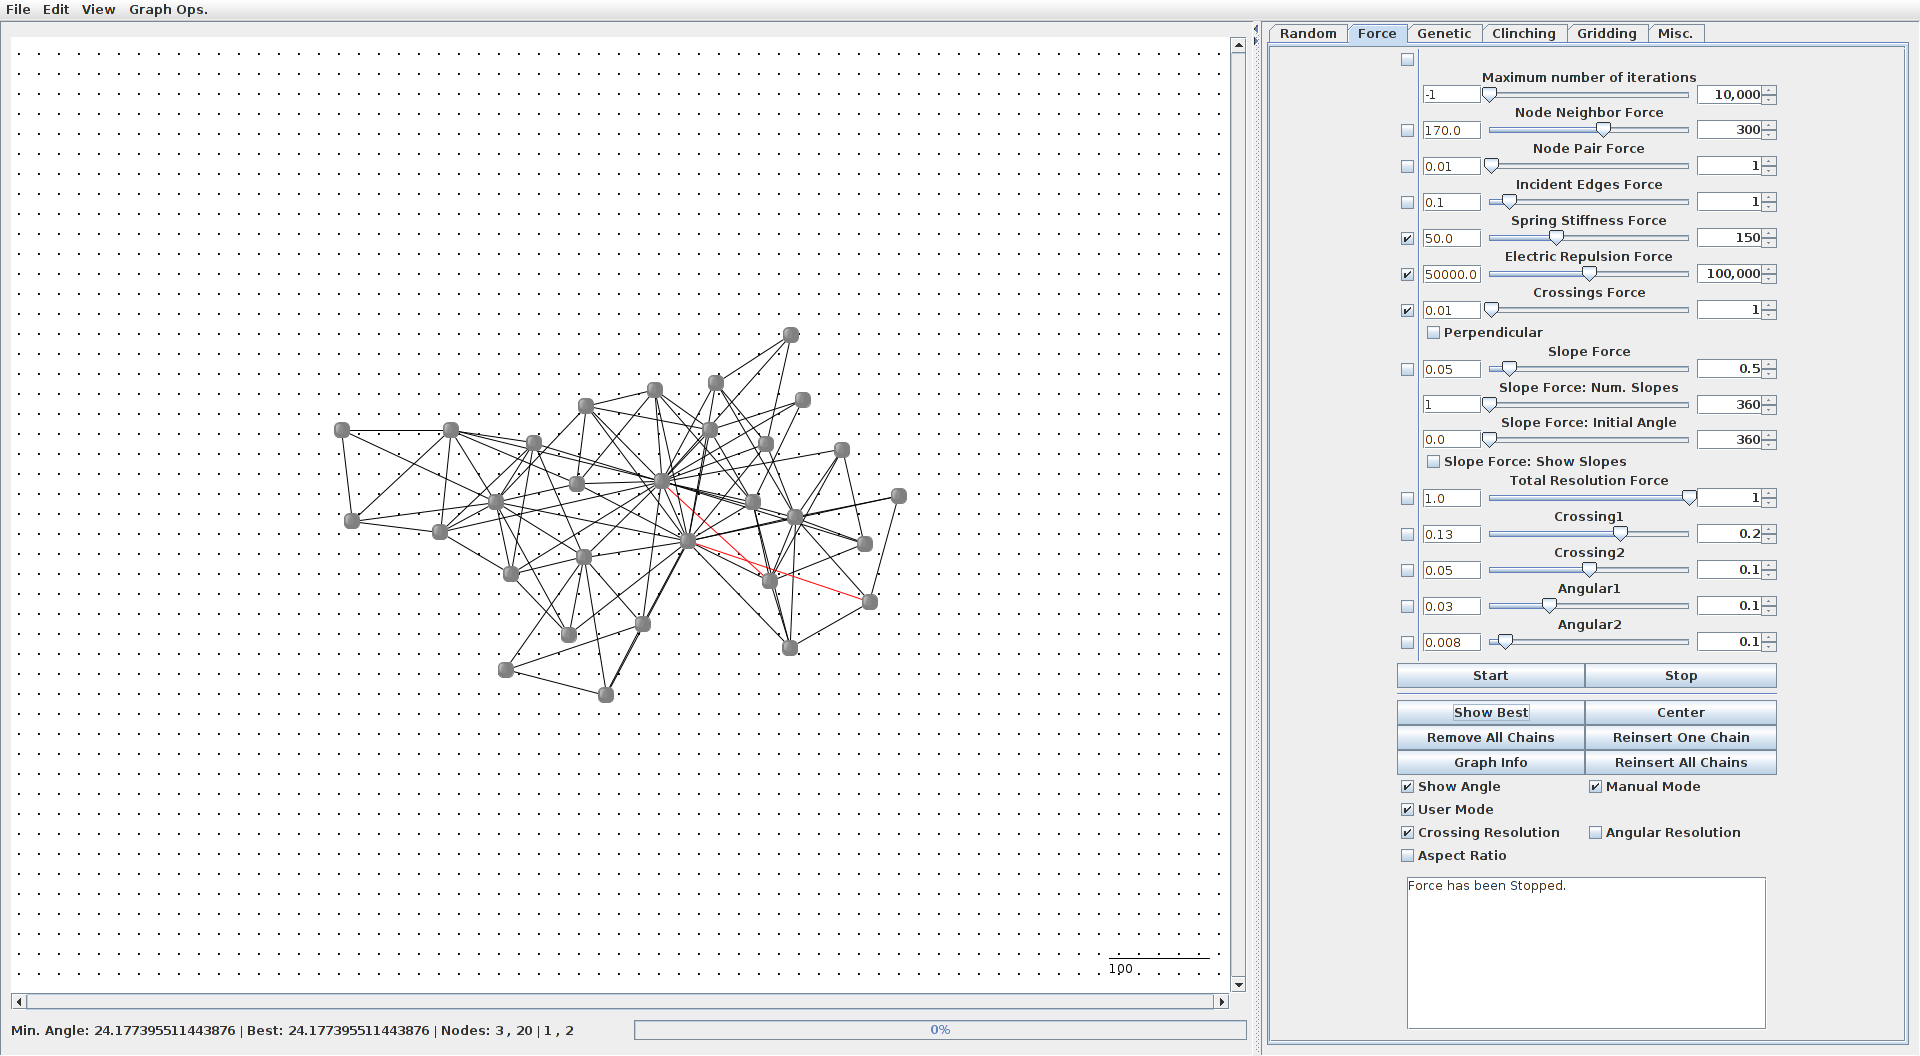 File Edit View Graph Ops.
Random Force Genetic Clinching Gridding Misc.
Maximum number of iterations
-1 10,000
Node Neighbor Force
170.0 300
Node Pair Force
0.01 1
Incident Edges Force
0.1 1
Spring Stiffness Force
50.0 150
Electric Repulsion Force
50000.0 100,000
Crossings Force
0.01 1
Perpendicular
Slope Force
0.05 0.5
Slope Force: Num. Slopes
1 360
Slope Force: Initial Angle
0.0 360
Slope Force: Show Slopes
Total Resolution Force
1.0 1
Crossing1
0.13 0.2
Crossing2
0.05 0.1
Angular1
0.03 0.1
Angular2
0.008 0.1
Start Stop
Show Best Center
Remove All Chains Reinsert One Chain
Graph Info Reinsert All Chains
Show Angle Manual Mode
User Mode
Crossing Resolution Angular Resolution
Aspect Ratio
Force has been Stopped.
100
Min. Angle: 24.177395511443876 | Best: 24.177395511443876 | Nodes: 3 , 20 | 1 , 2
0%